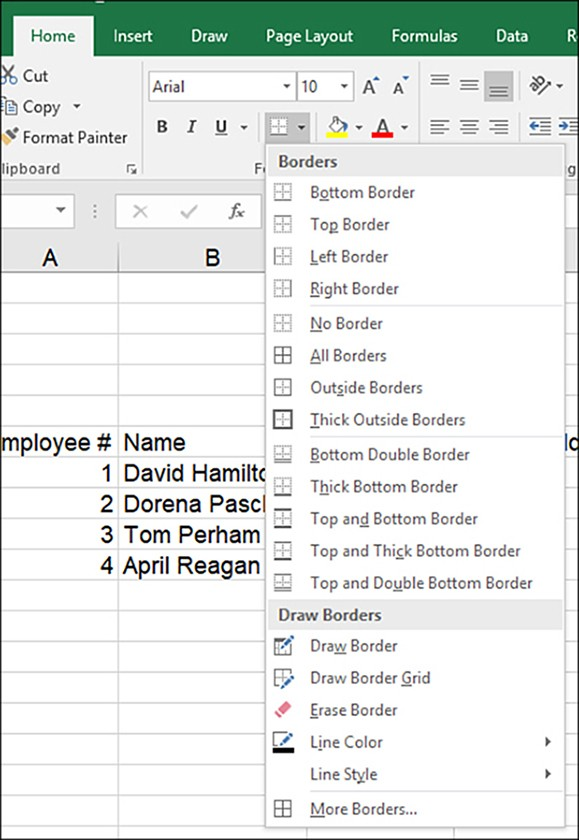 Home Insert Draw Page Layout Formulas Data
Cut
Copy
Format Painter
Arial 10 A A
B I U A
lipboard
fx
A B
Borders
Bottom Border
Top Border
Left Border
Right Border
No Border
All Borders
Outside Borders
Thick Outside Borders
Bottom Double Border
Thick Bottom Border
Top and Bottom Border
Top and Thick Bottom Border
Top and Double Bottom Border
Draw Borders
Draw Border
Draw Border Grid
Erase Border
Line Color
Line Style
More Borders...
mployee # Name
1 David Hamilto
2 Dorena Pasc
3 Tom Perham
4 April Reagan